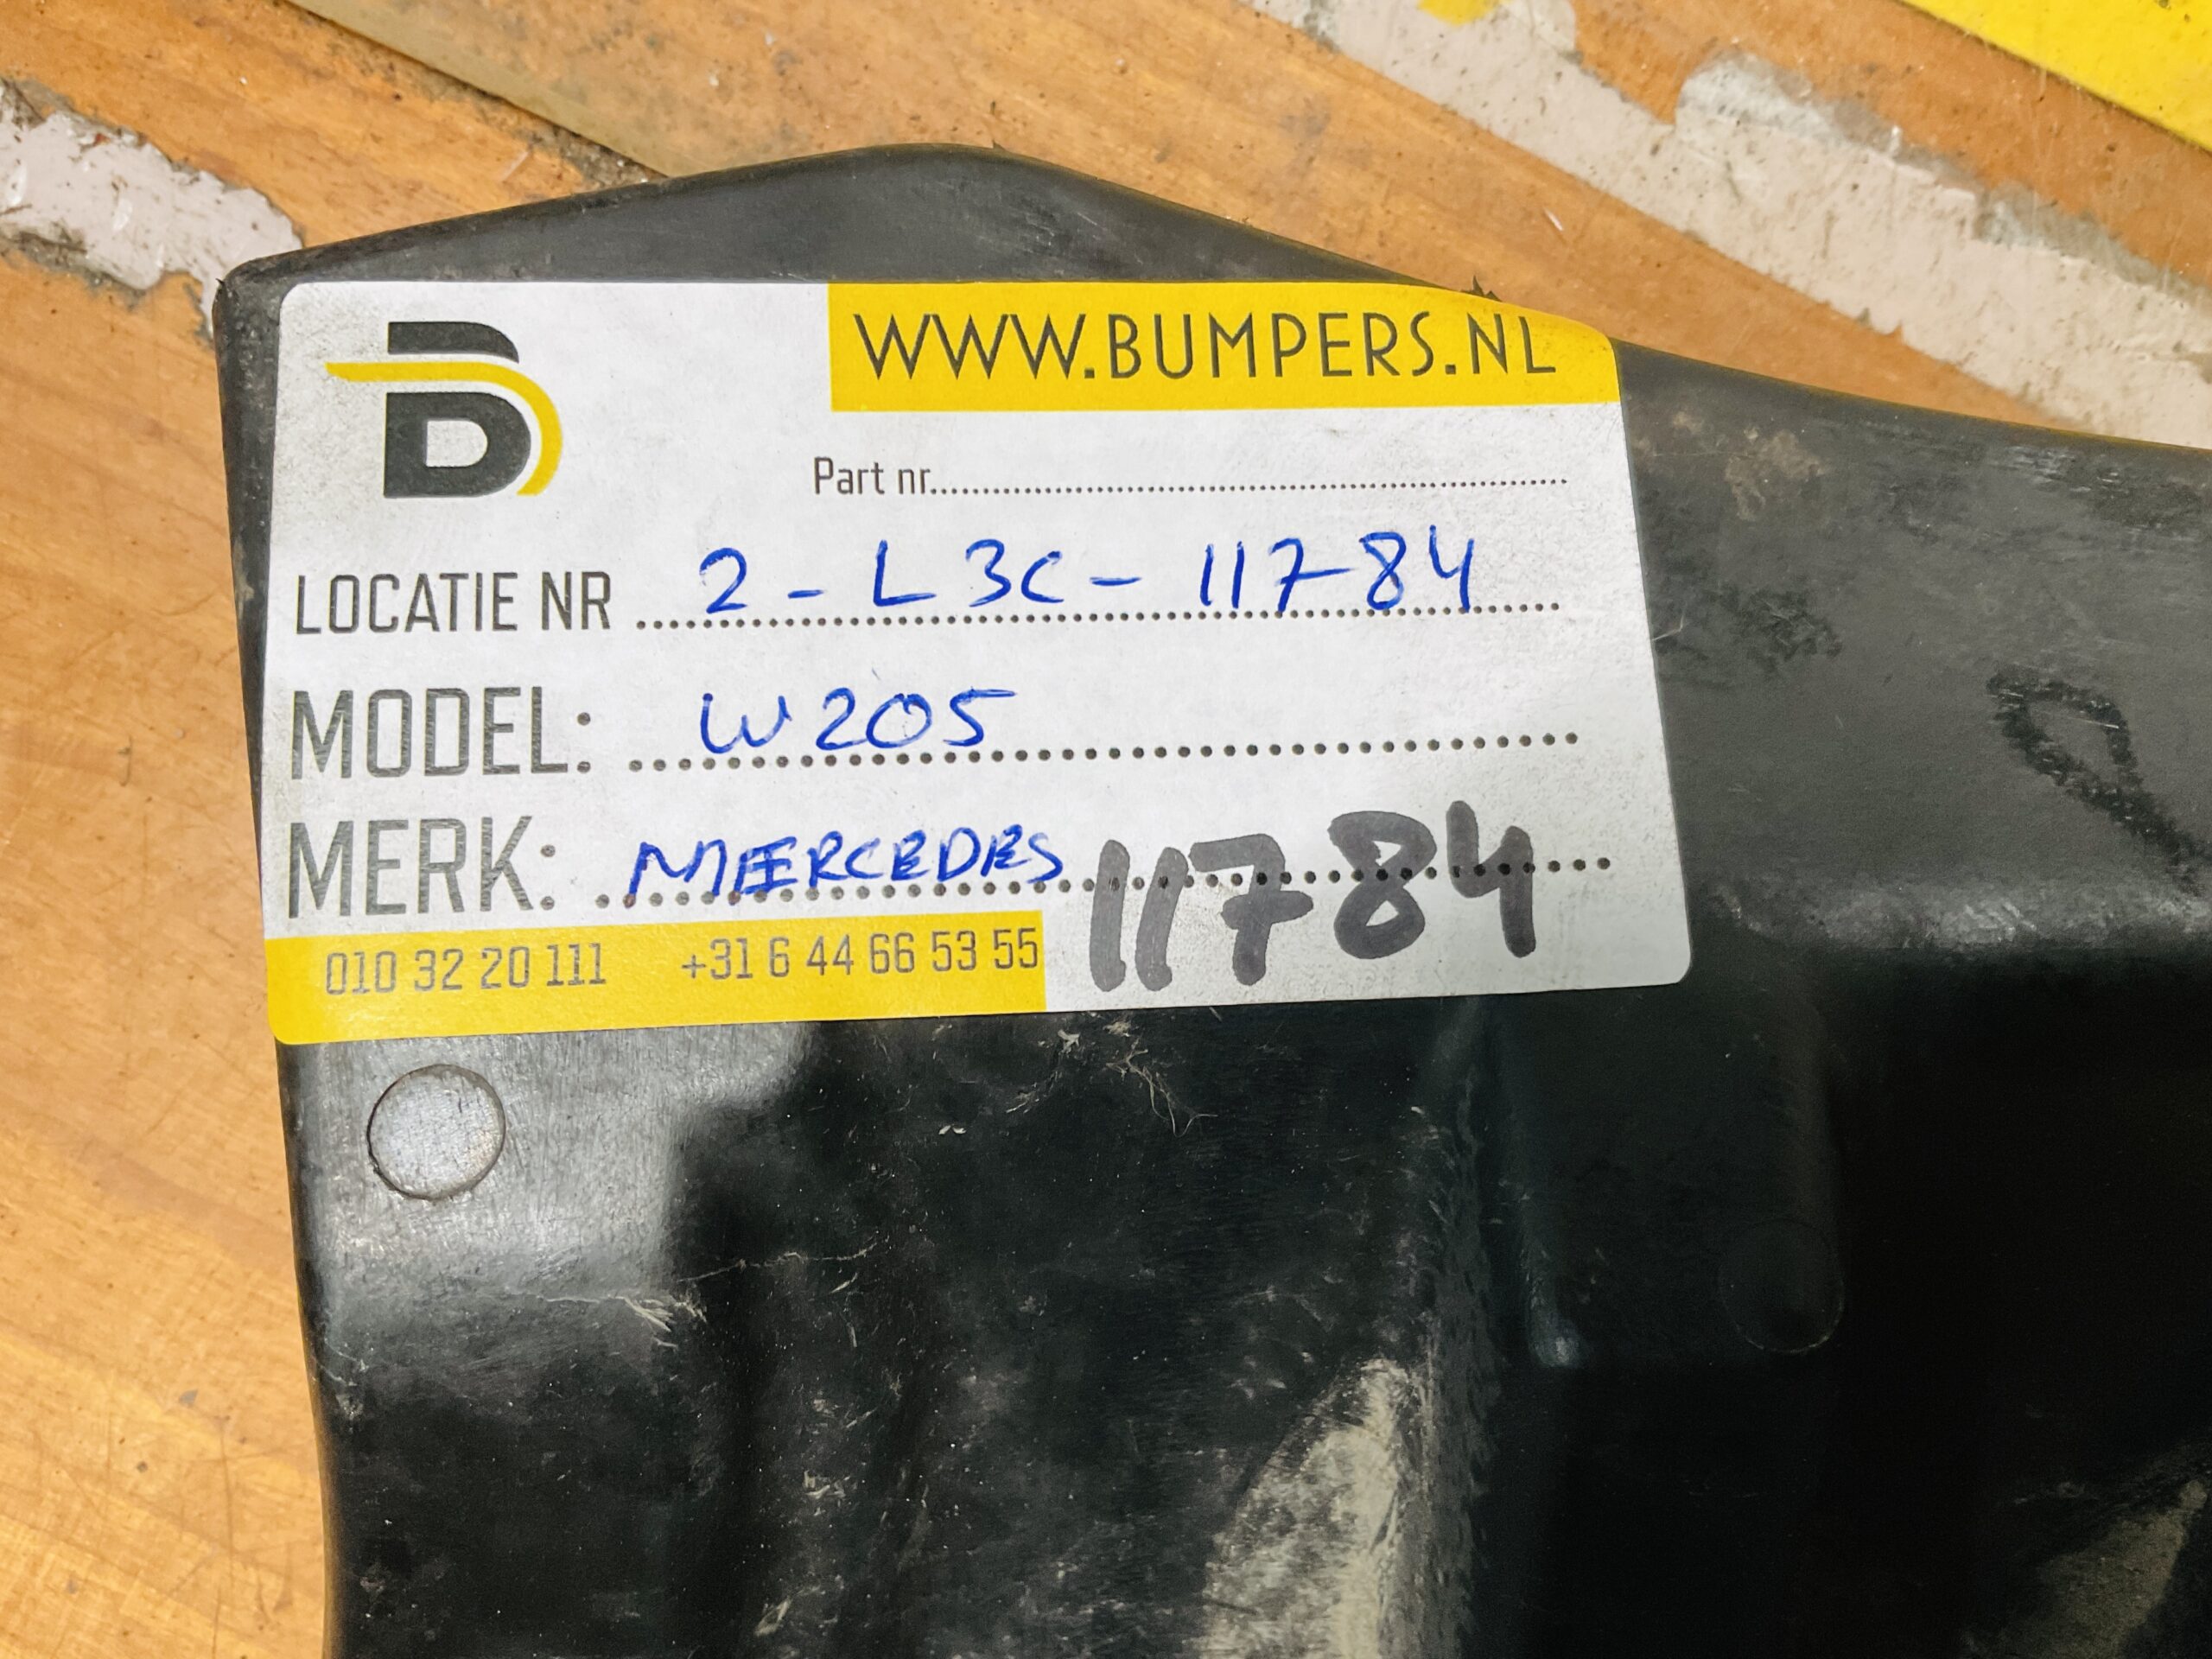 WWW.BUMPERS.NL
Part nr..............................
LOCATIE NR 2-L3C-11784
MODEL: W205
MERK: MERCEDES 11784
010 32 20 111 +31 6 44 66 53 55